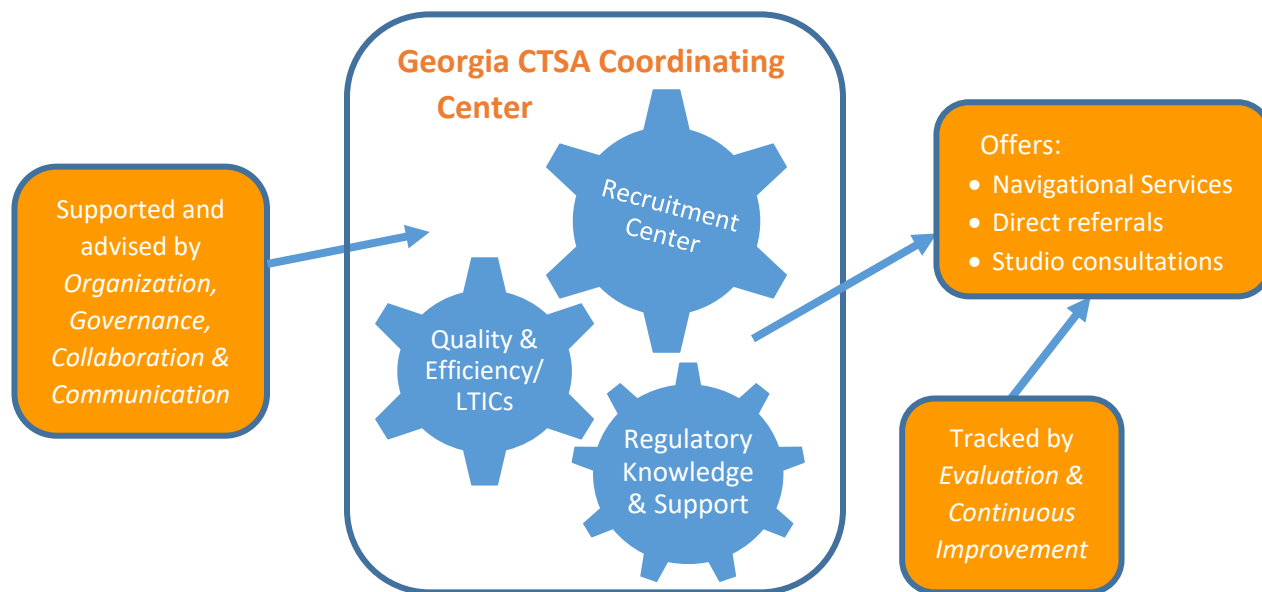 Georgia CTSA Coordinating
Center
Supported and
advised by
Organization,
Governance,
Collaboration &
Communication
Recruitment
Center
Quality &
Efficiency/
LTICs
Regulatory
Knowledge
& Support
Offers:
• Navigational Services
• Direct referrals
• Studio consultations
Tracked by
Evaluation &
Continuous
Improvement